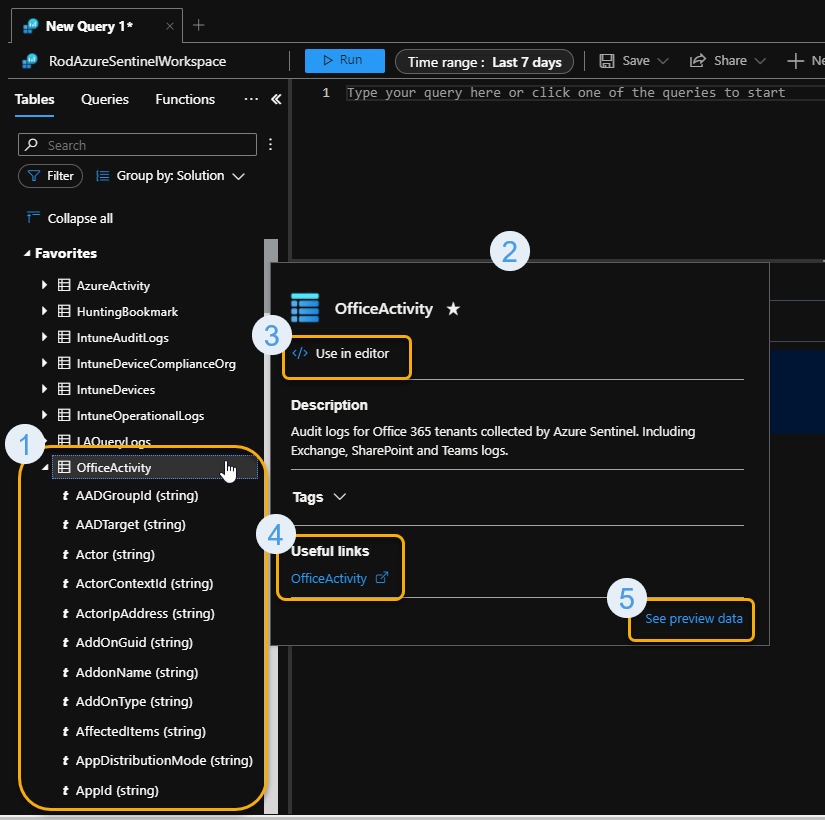 New Query 1*
RodAzureSentinelWorkspace
Run
Time range : Last 7 days
Save
Share
Tables
Queries
Functions
1 Type your query here or click one of the queries to start
Search
Filter
Group by: Solution
Collapse all
Favorites
AzureActivity
HuntingBookmark
IntuneAuditLogs
IntuneDeviceComplianceOrg
IntuneDevices
IntuneOperationalLogs
LAQueryLogs
1
OfficeActivity
t AADGroupId (string)
t AADTarget (string)
t Actor (string)
t ActorContextId (string)
t ActorIpAddress (string)
t AddOnGuid (string)
t AddonName (string)
t AddOnType (string)
t AffectedItems (string)
t AppDistributionMode (string)
t AppId (string)
2
OfficeActivity
3
</> Use in editor
Description
Audit logs for Office 365 tenants collected by Azure Sentinel. Including
Exchange, SharePoint and Teams logs.
Tags
4
Useful links
OfficeActivity
5
See preview data